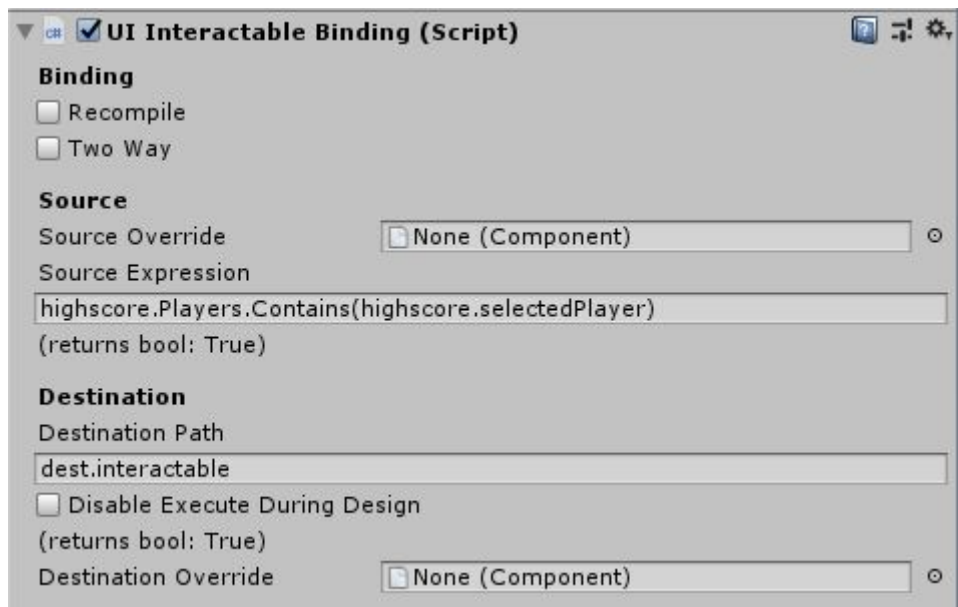 UI Interactable Binding (Script)
Binding
Recompile
Two Way
Source
Source Override None (Component)
Source Expression
highscore.Players.Contains(highscore.selectedPlayer)
(returns bool: True)
Destination
Destination Path
dest.interactable
Disable Execute During Design
(returns bool: True)
Destination Override None (Component)